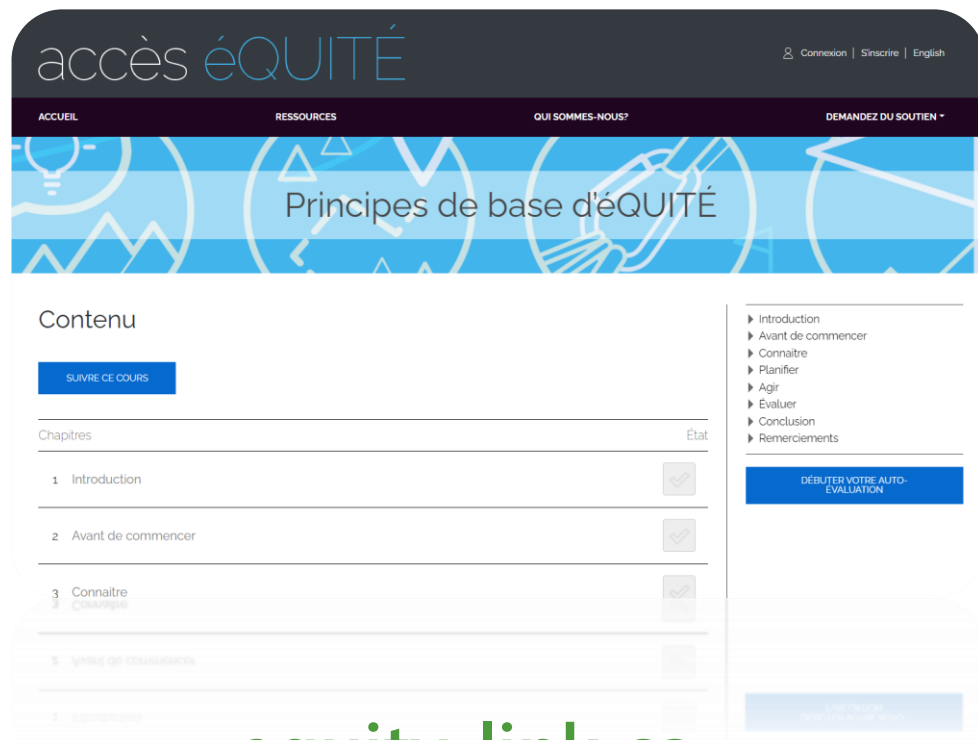 accès éQUITÉ
Connexion | S'inscrire | English
ACCUEIL RESSOURCES QUI SOMMES-NOUS? DEMANDEZ DU SOUTIEN
Principes de base d'éQUITÉ
Contenu
SUIVRE CE COURS
Chapitres État
1 Introduction
2 Avant de commencer
3 Connaitre
Introduction
Avant de commencer
Connaitre
Planifier
Agir
Évaluer
Conclusion
Remerciements
DÉBUTER VOTRE AUTO-
ÉVALUATION